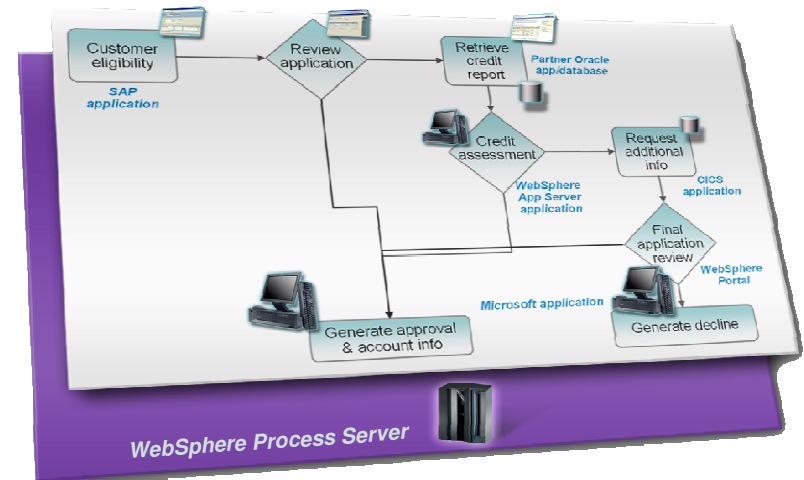 Customer
eligibility
SAP
application
Review
application
Retrieve
credit
report
Partner Oracle
app/database
Credit
assessment
WebSphere
App Server
application
Request
additional
info
CICS
application
Final
application
review
WebSphere
Portal
Microsoft application
Generate decline
Generate approval
& account info
WebSphere Process Server